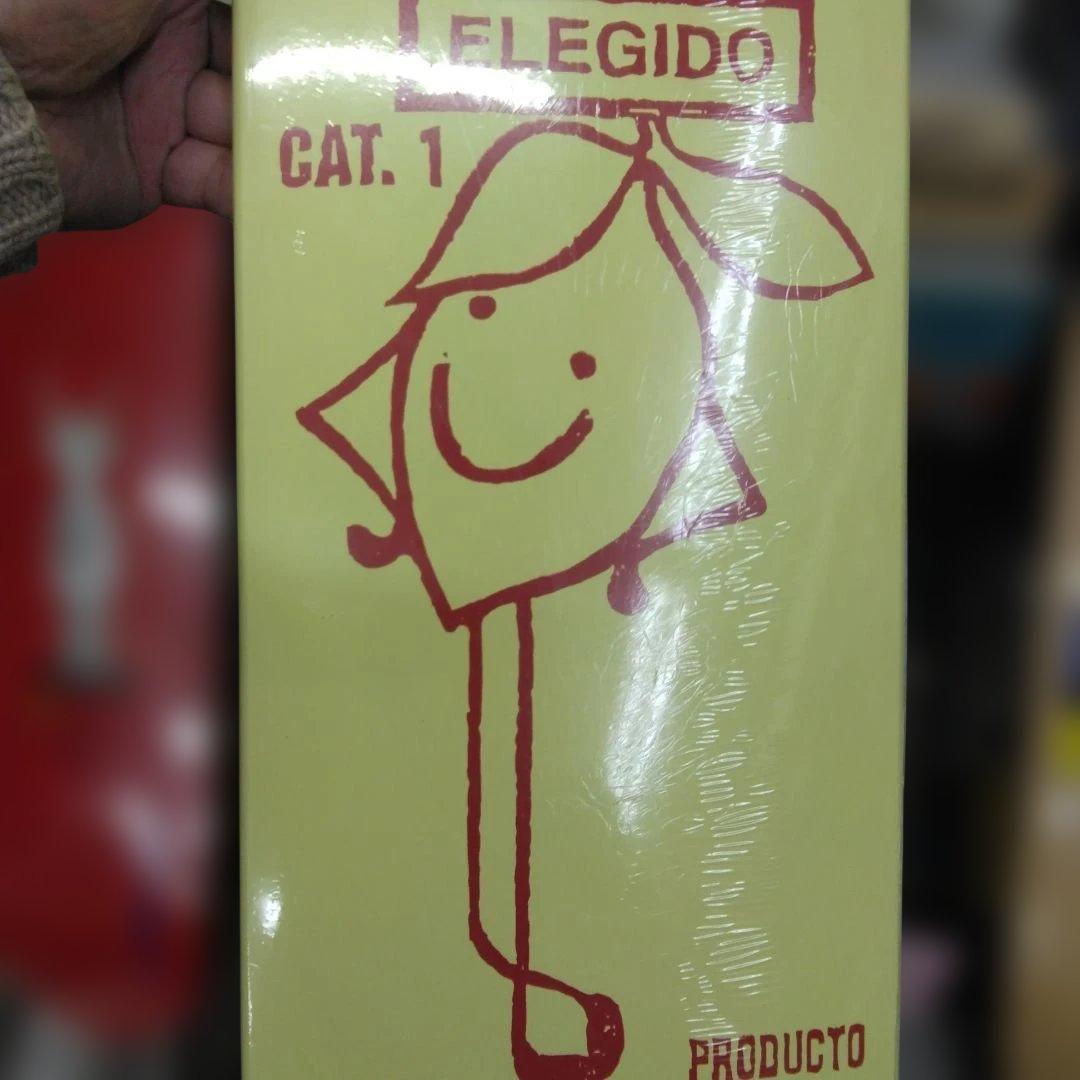 ELEGIDO
CAT. 1
PRODUCTO